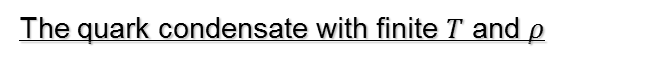 The quark condensate with finite T and ρ